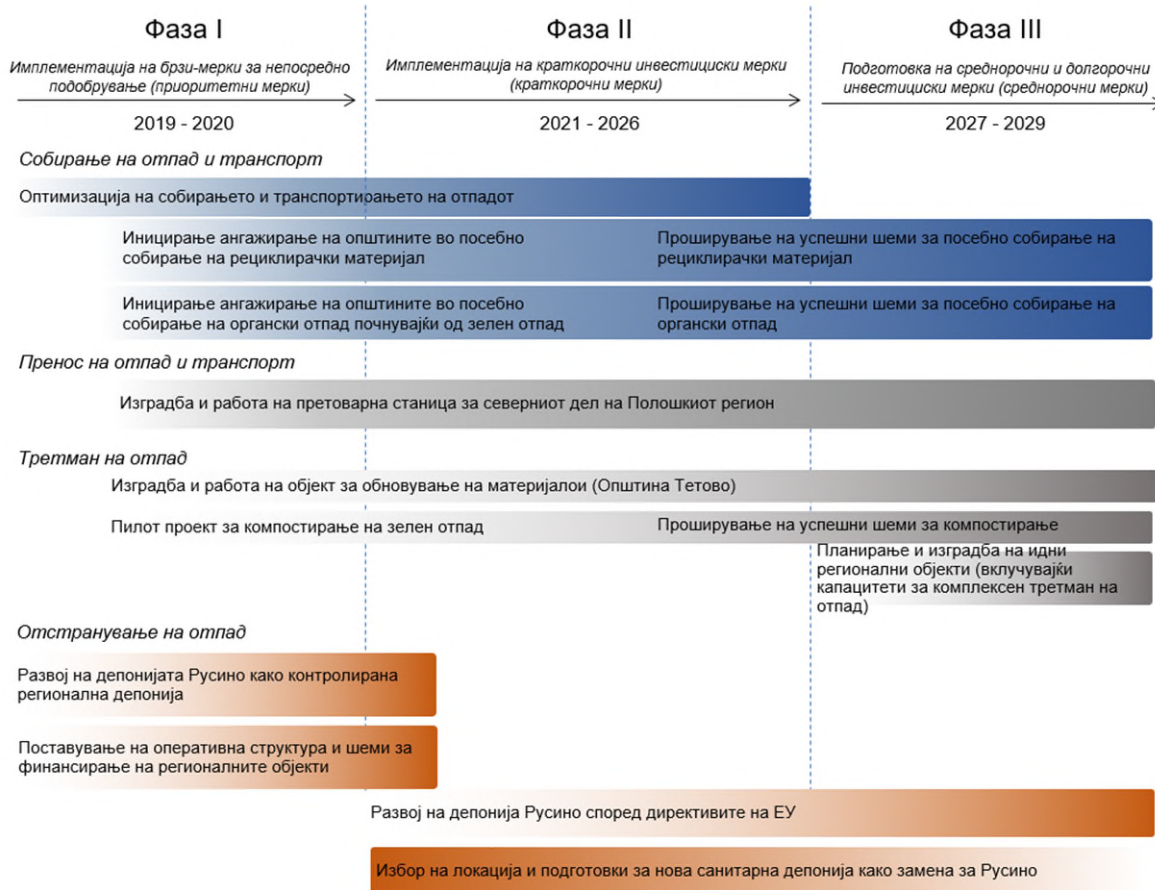 Фаза I
Фаза II
Фаза III
Имплементација на брзи-мерки за непосредно
подобрување (приоритетни мерки)
Имплементација на краткорочни инвестициски мерки
(краткорочни мерки)
Подготовка на среднорочни и долгорочни
инвестициски мерки (среднорочни мерки)
2019 - 2020
2021 - 2026
2027 - 2029
Собирање на отпад и транспорт
Оптимизација на собирањето и транспортирањето на отпадот
Иницирање ангажирање на општините во посебно
собирање на рециклирачки материјал
Проширување на успешни шеми за посебно собирање на
рециклирачки материјал
Иницирање ангажирање на општините во посебно
собирање на органски отпад почнувајќи од зелен отпад
Проширување на успешни шеми за посебно собирање на
органски отпад
Пренос на отпад и транспорт
Изградба и работа на претоварна станица за северниот дел на Полошкиот регион
Третман на отпад
Изградба и работа на објект за обновување на материјалои (Општина Тетово)
Пилот проект за компостирање на зелен отпад
Проширување на успешни шеми за компостирање
Планирање и изградба на идни
регионални објекти (вклучувајќи
капацитети за комплексен третман на
отпад)
Отстранување на отпад
Развој на депонијата Русино како контролирана
регионална депонија
Поставување на оперативна структура и шеми за
финансирање на регионалните објекти
Развој на депонија Русино според директивите на ЕУ
Избор на локација и подготовки за нова санитарна депонија како замена за Русино